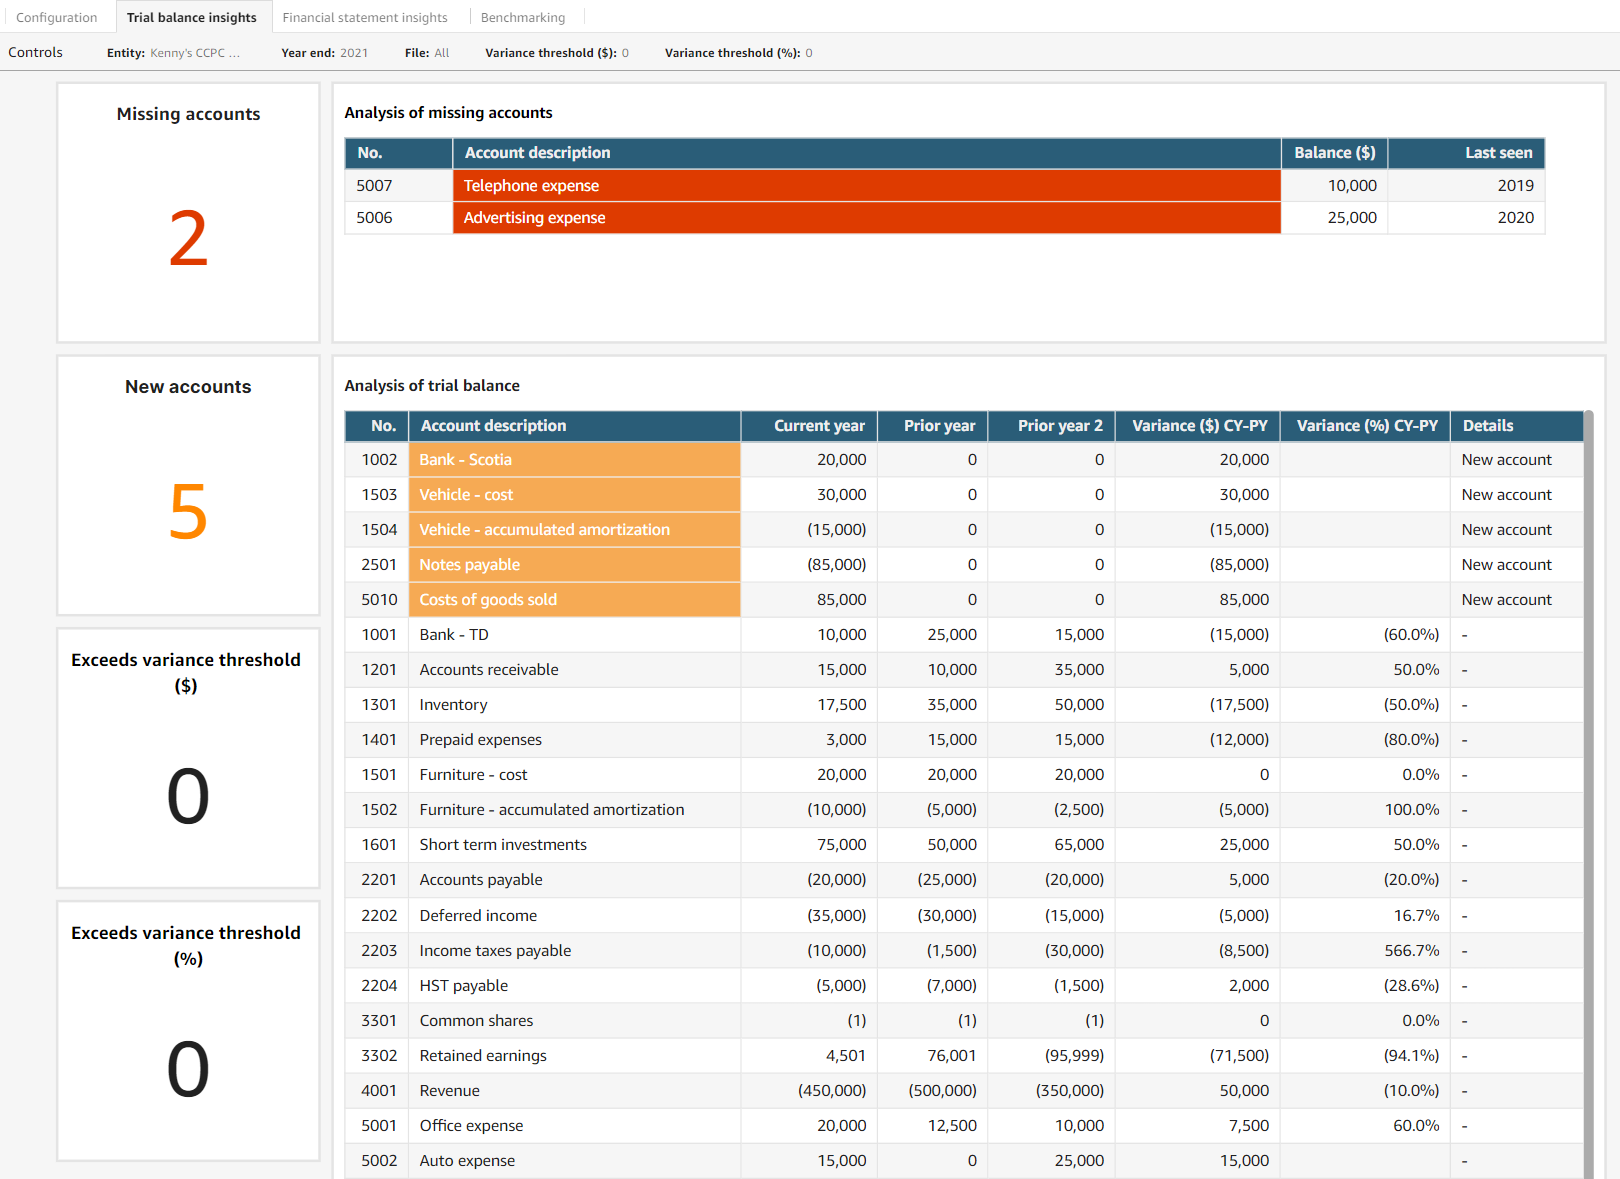 Configuration Trial balance insights Financial statement insights Benchmarking
Controls Entity: Kenny's CCPC ... Year end: 2021 File: All Variance threshold ($): 0 Variance threshold (%): 0
Missing accounts
2
Analysis of missing accounts
No. Account description Balance ($) Last seen
5007 Telephone expense 10,000 2019
5006 Advertising expense 25,000 2020
New accounts
5
Exceeds variance threshold
($)
0
Exceeds variance threshold
(%)
0
Analysis of trial balance
No. Account description Current year Prior year Prior year 2 Variance ($) CY-PY Variance (%) CY-PY Details
1002 Bank - Scotia 20,000 0 0 20,000 New account
1503 Vehicle - cost 30,000 0 0 30,000 New account
1504 Vehicle - accumulated amortization (15,000) 0 0 (15,000) New account
2501 Notes payable (85,000) 0 0 (85,000) New account
5010 Costs of goods sold 85,000 0 0 85,000 New account
1001 Bank - TD 10,000 25,000 15,000 (15,000) (60.0%) -
1201 Accounts receivable 15,000 10,000 35,000 5,000 50.0% -
1301 Inventory 17,500 35,000 50,000 (17,500) (50.0%) -
1401 Prepaid expenses 3,000 15,000 15,000 (12,000) (80.0%) -
1501 Furniture - cost 20,000 20,000 20,000 0 0.0% -
1502 Furniture - accumulated amortization (10,000) (5,000) (2,500) (5,000) 100.0% -
1601 Short term investments 75,000 50,000 65,000 25,000 50.0% -
2201 Accounts payable (20,000) (25,000) (20,000) 5,000 (20.0%) -
2202 Deferred income (35,000) (30,000) (15,000) (5,000) 16.7% -
2203 Income taxes payable (10,000) (1,500) (30,000) (8,500) 566.7% -
2204 HST payable (5,000) (7,000) (1,500) 2,000 (28.6%) -
3301 Common shares (1) (1) (1) 0 0.0% -
3302 Retained earnings 4,501 76,001 (95,999) (71,500) (94.1%) -
4001 Revenue (450,000) (500,000) (350,000) 50,000 (10.0%) -
5001 Office expense 20,000 12,500 10,000 7,500 60.0% -
5002 Auto expense 15,000 0 25,000 15,000 -